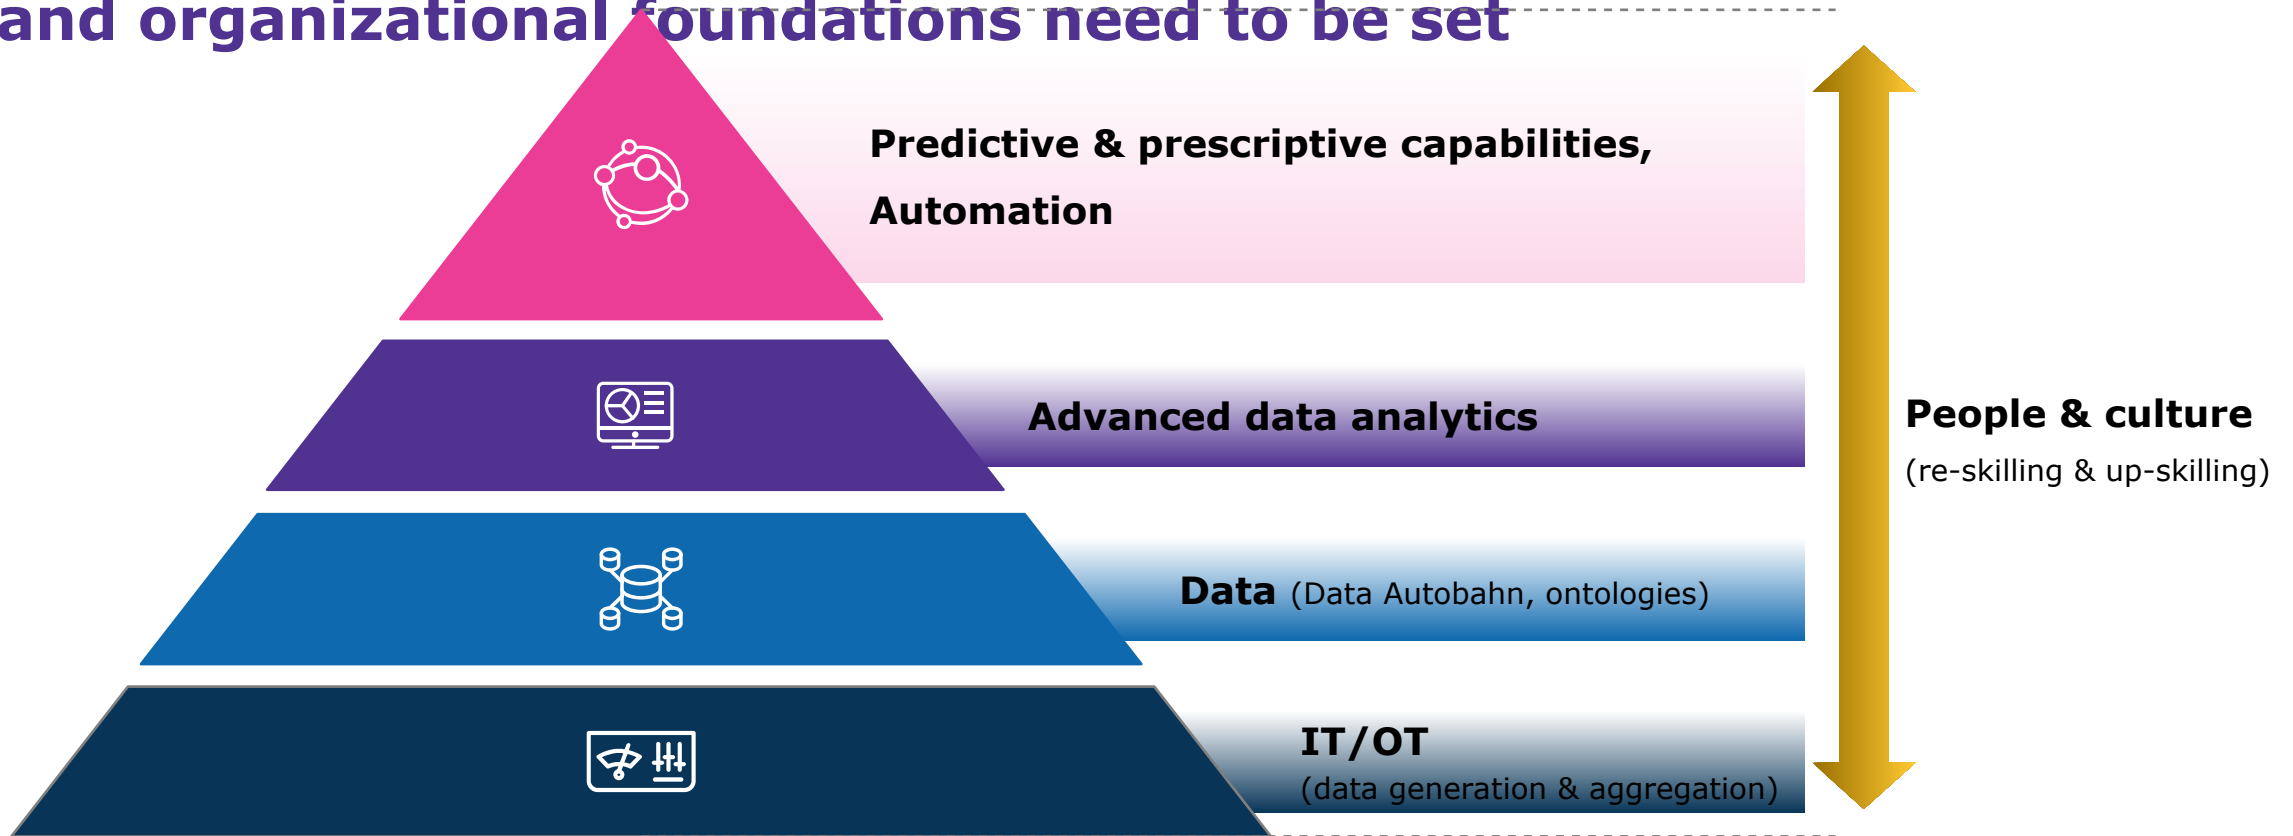 and organizational foundations need to be set
Predictive & prescriptive capabilities,
Automation
Advanced data analytics
People & culture
(re-skilling & up-skilling)
Data (Data Autobahn, ontologies)
IT/OT
(data generation & aggregation)